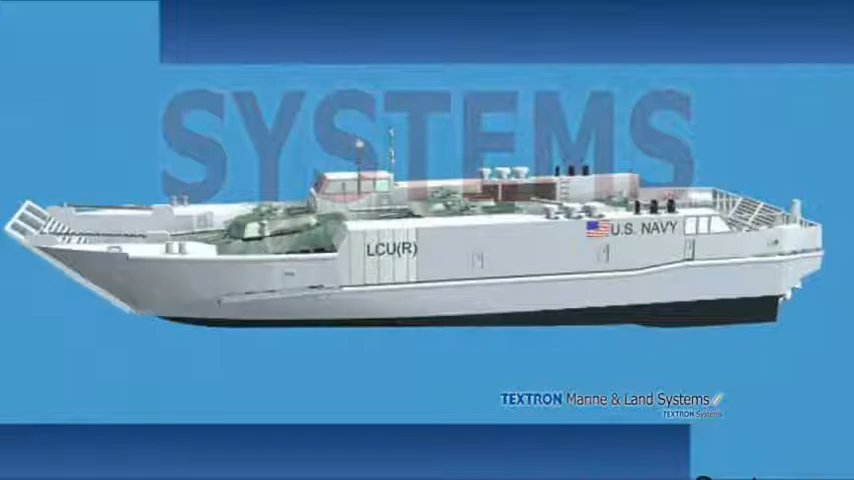 SYSTEMS
LCU(R)
U.S. NAVY
TEXTRON Marine & Land Systems
TEXTRON Systems